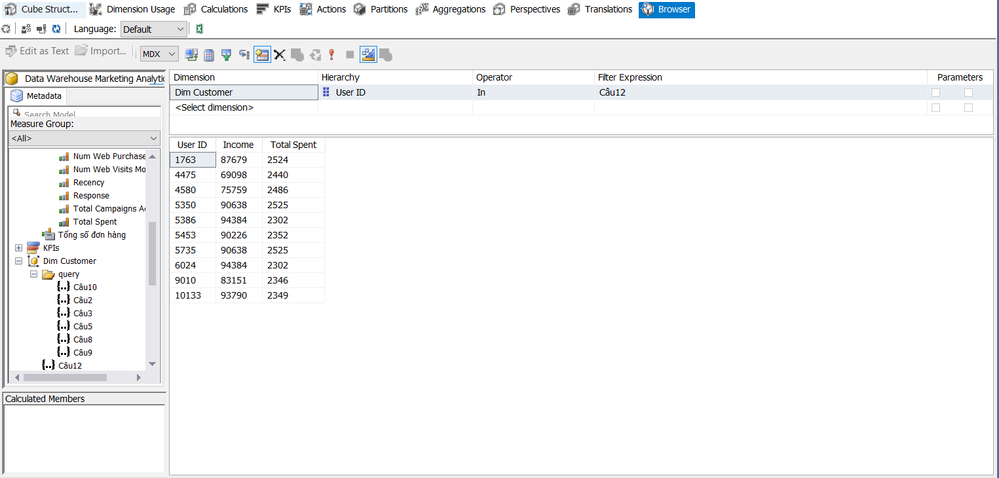 Cube Struct... Dimension Usage Calculations KPIs Actions Partitions Aggregations Perspectives Translations Browser
Language: Default
Edit as Text Import... MDX
Data Warehouse Marketing Analytic
Metadata
Search Model
Measure Group:
<All>
Num Web Purchase
Num Web Visits Mo
Recency
Response
Total Campaigns Ac
Total Spent
Tổng số đơn hàng
KPIs
Dim Customer
query
Câu10
Câu2
Câu3
Câu5
Câu8
Câu9
Câu12
Calculated Members
Dimension Hierarchy Operator Filter Expression Parameters
Dim Customer User ID In Câu12
<Select dimension>
User ID Income Total Spent
1763 87679 2524
4475 69098 2440
4580 75759 2486
5350 90638 2525
5386 94384 2302
5453 90226 2352
5735 90638 2525
6024 94384 2302
9010 83151 2346
10133 93790 2349